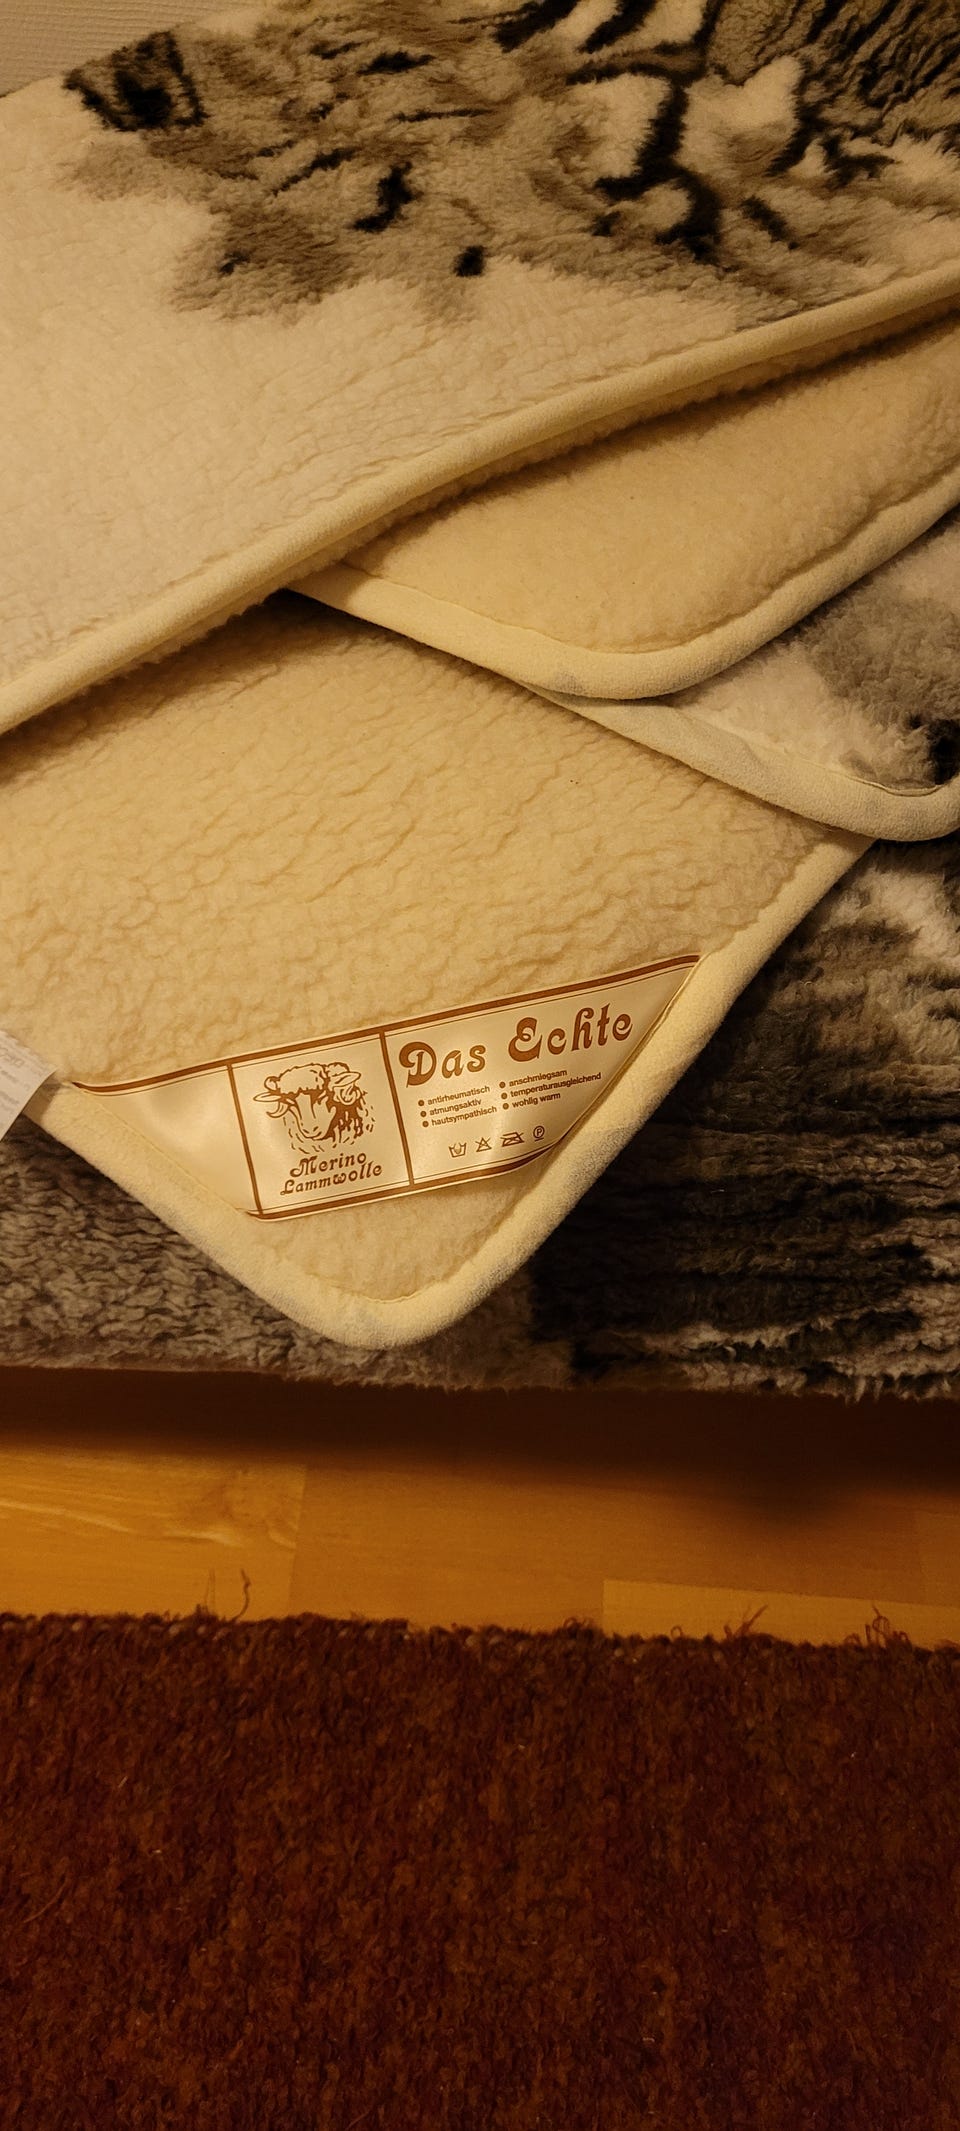 Merino
Lammwolle
Das Echte
antirheumatisch
atmungsaktiv
hautsympathisch
anschmiegsam
temperaturausgleichend
wohlig warm
P